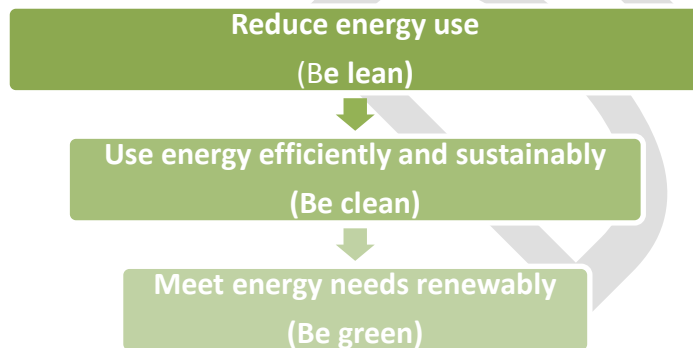 Reduce energy use
(Be lean)
Use energy efficiently and sustainably
(Be clean)
Meet energy needs renewably
(Be green)